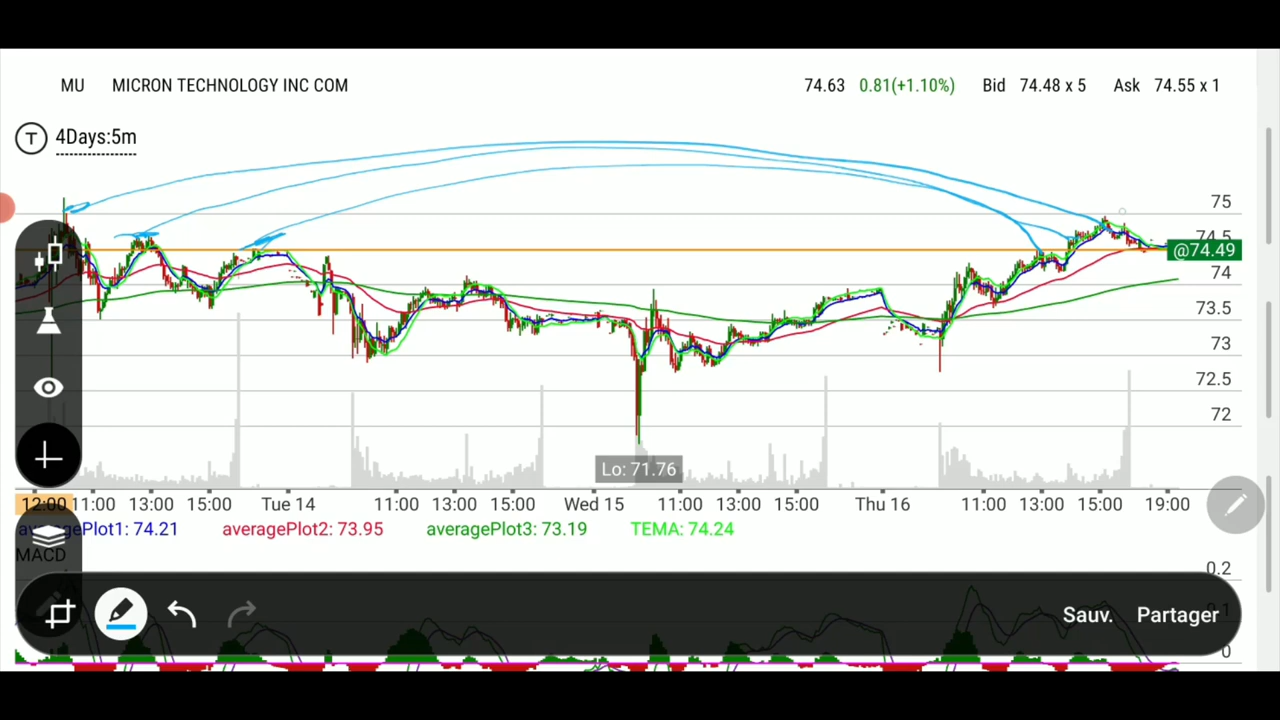 MU MICRON TECHNOLOGY INC COM 74.63 0.81(+1.10%) Bid 74.48 x 5 Ask 74.55 x 1
T 4Days:5m
75
74.5
@74.49
74
73.5
73
72.5
72
Lo: 71.76
12:00 11:00 13:00 15:00 Tue 14 11:00 13:00 15:00 Wed 15 11:00 13:00 15:00 Thu 16 11:00 13:00 15:00 19:00
averagePlot1: 74.21 averagePlot2: 73.95 averagePlot3: 73.19 TEMA: 74.24
MACD
0.2
Sauv. Partager
0.1
0